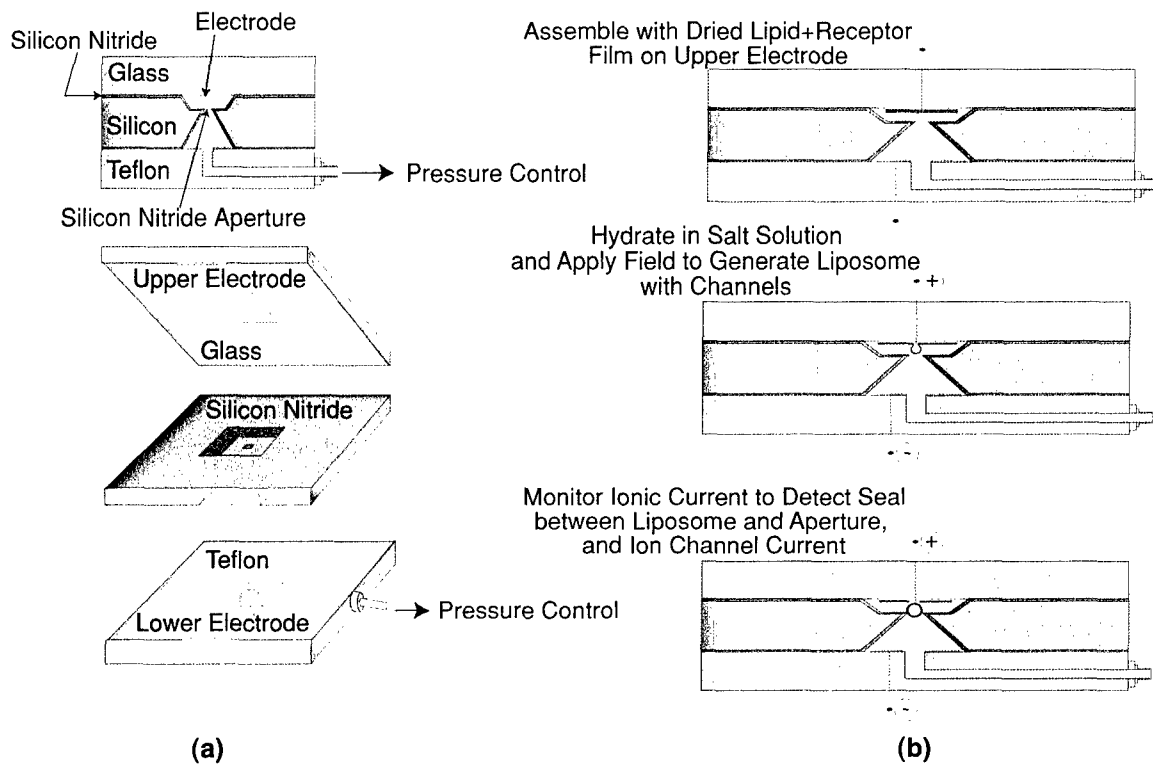 Electrode
Silicon Nitride
Glass
Silicon
Teflon
Pressure Control
Silicon Nitride Aperture
Upper Electrode
Glass
Silicon Nitride
Teflon
Lower Electrode
Pressure Control
(a)
Assemble with Dried Lipid+Receptor
Film on Upper Electrode
Hydrate in Salt Solution
and Apply Field to Generate Liposome
with Channels
+
-
Monitor Ionic Current to Detect Seal
between Liposome and Aperture,
and Ion Channel Current
+
-
(b)